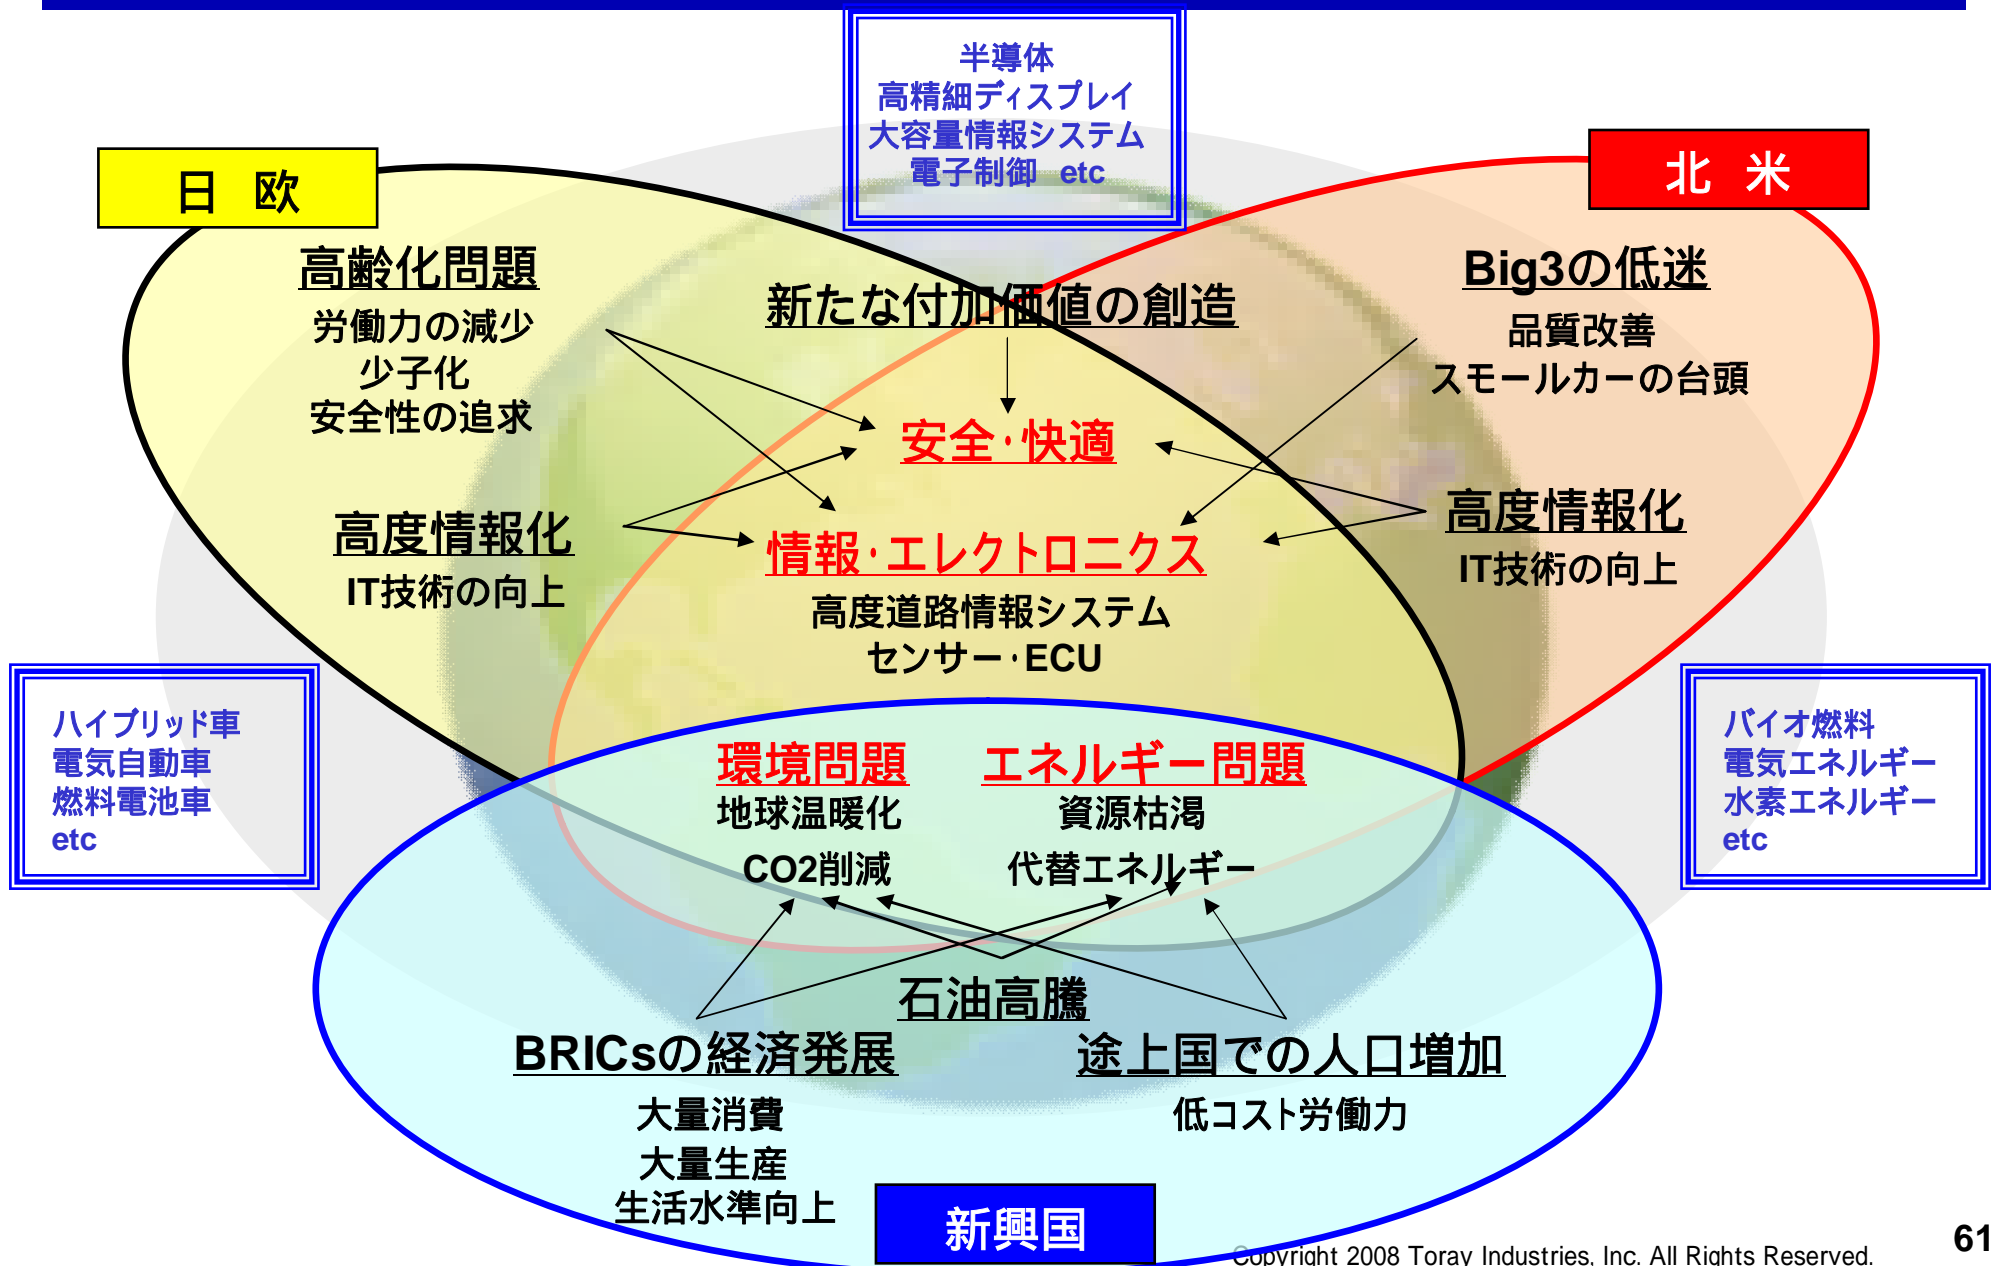 半導体
高精細ディスプレイ
大容量情報システム
電子制御 etc
日 欧
北 米
高齢化問題
労働力の減少
少子化
安全性の追求
新たな付加価値の創造
Big3の低迷
品質改善
スモールカーの台頭
安全・快適
高度情報化
IT技術の向上
情報・エレクトロニクス
高度道路情報システム
センサー・ECU
高度情報化
IT技術の向上
ハイブリッド車
電気自動車
燃料電池車
etc
バイオ燃料
電気エネルギー
水素エネルギー
etc
環境問題
地球温暖化
CO2削減
エネルギー問題
資源枯渇
代替エネルギー
石油高騰
BRICsの経済発展
大量消費
大量生産
生活水準向上
途上国での人口増加
低コスト労働力
新興国
Copyright 2008 Toray Industries, Inc. All Rights Reserved.
61